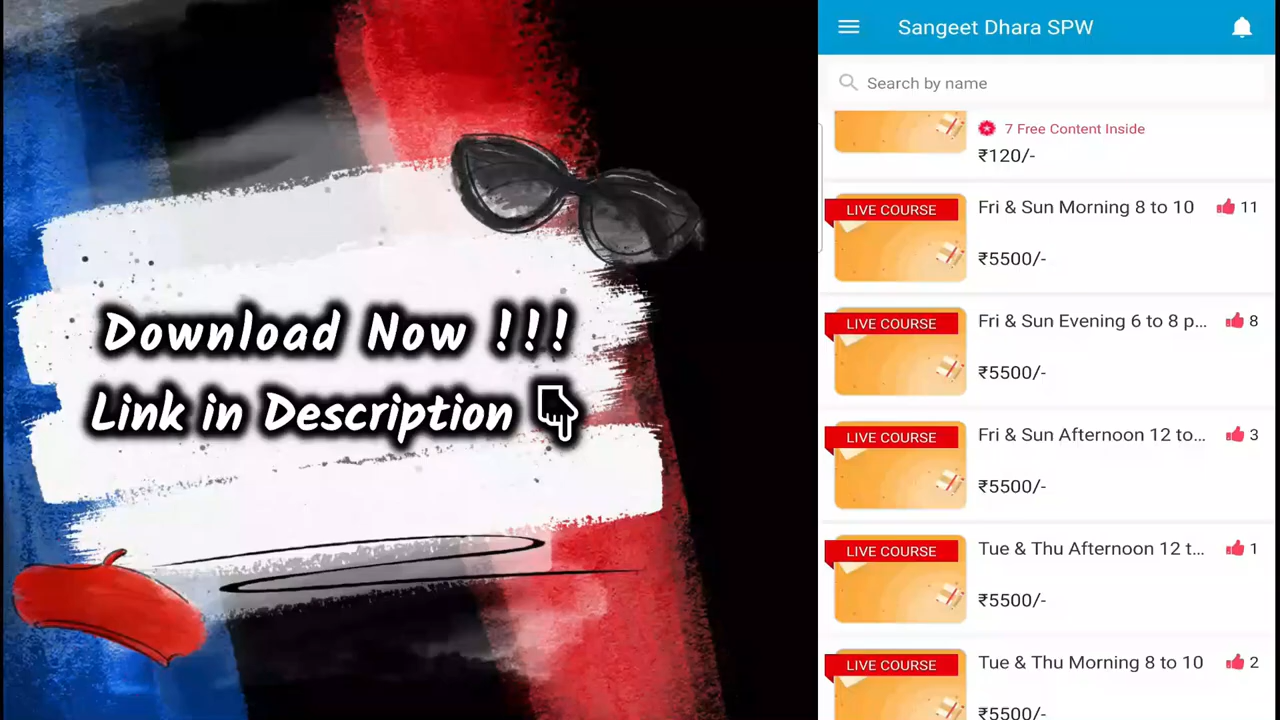 Download Now !!!
Link in Description
Sangeet Dhara SPW
Search by name
7 Free Content Inside
₹120/-
LIVE COURSE
Fri & Sun Morning 8 to 10
11
₹5500/-
LIVE COURSE
Fri & Sun Evening 6 to 8 p...
8
₹5500/-
LIVE COURSE
Fri & Sun Afternoon 12 to...
3
₹5500/-
LIVE COURSE
Tue & Thu Afternoon 12 t...
1
₹5500/-
LIVE COURSE
Tue & Thu Morning 8 to 10
2
₹5500/-